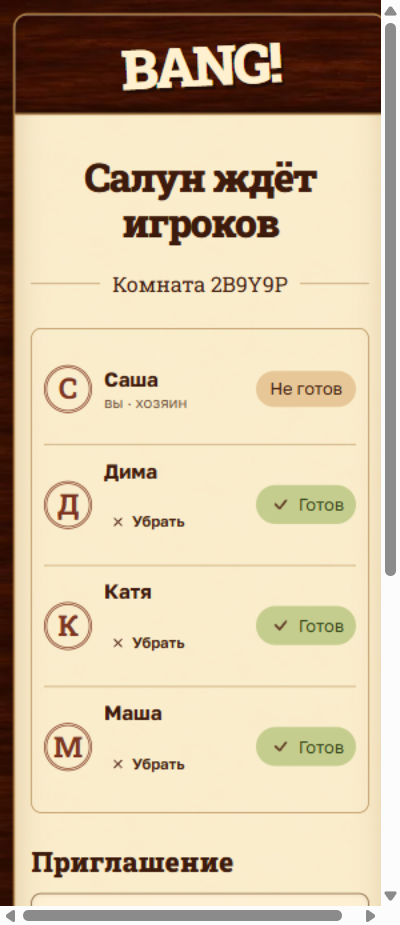 BANG!
Салун ждёт
игроков
Комната 2B9Y9P
С
Саша
вы · хозяин
Не готов
Д
Дима
× Убрать
✓ Готов
К
Катя
× Убрать
✓ Готов
М
Маша
× Убрать
✓ Готов
Приглашение